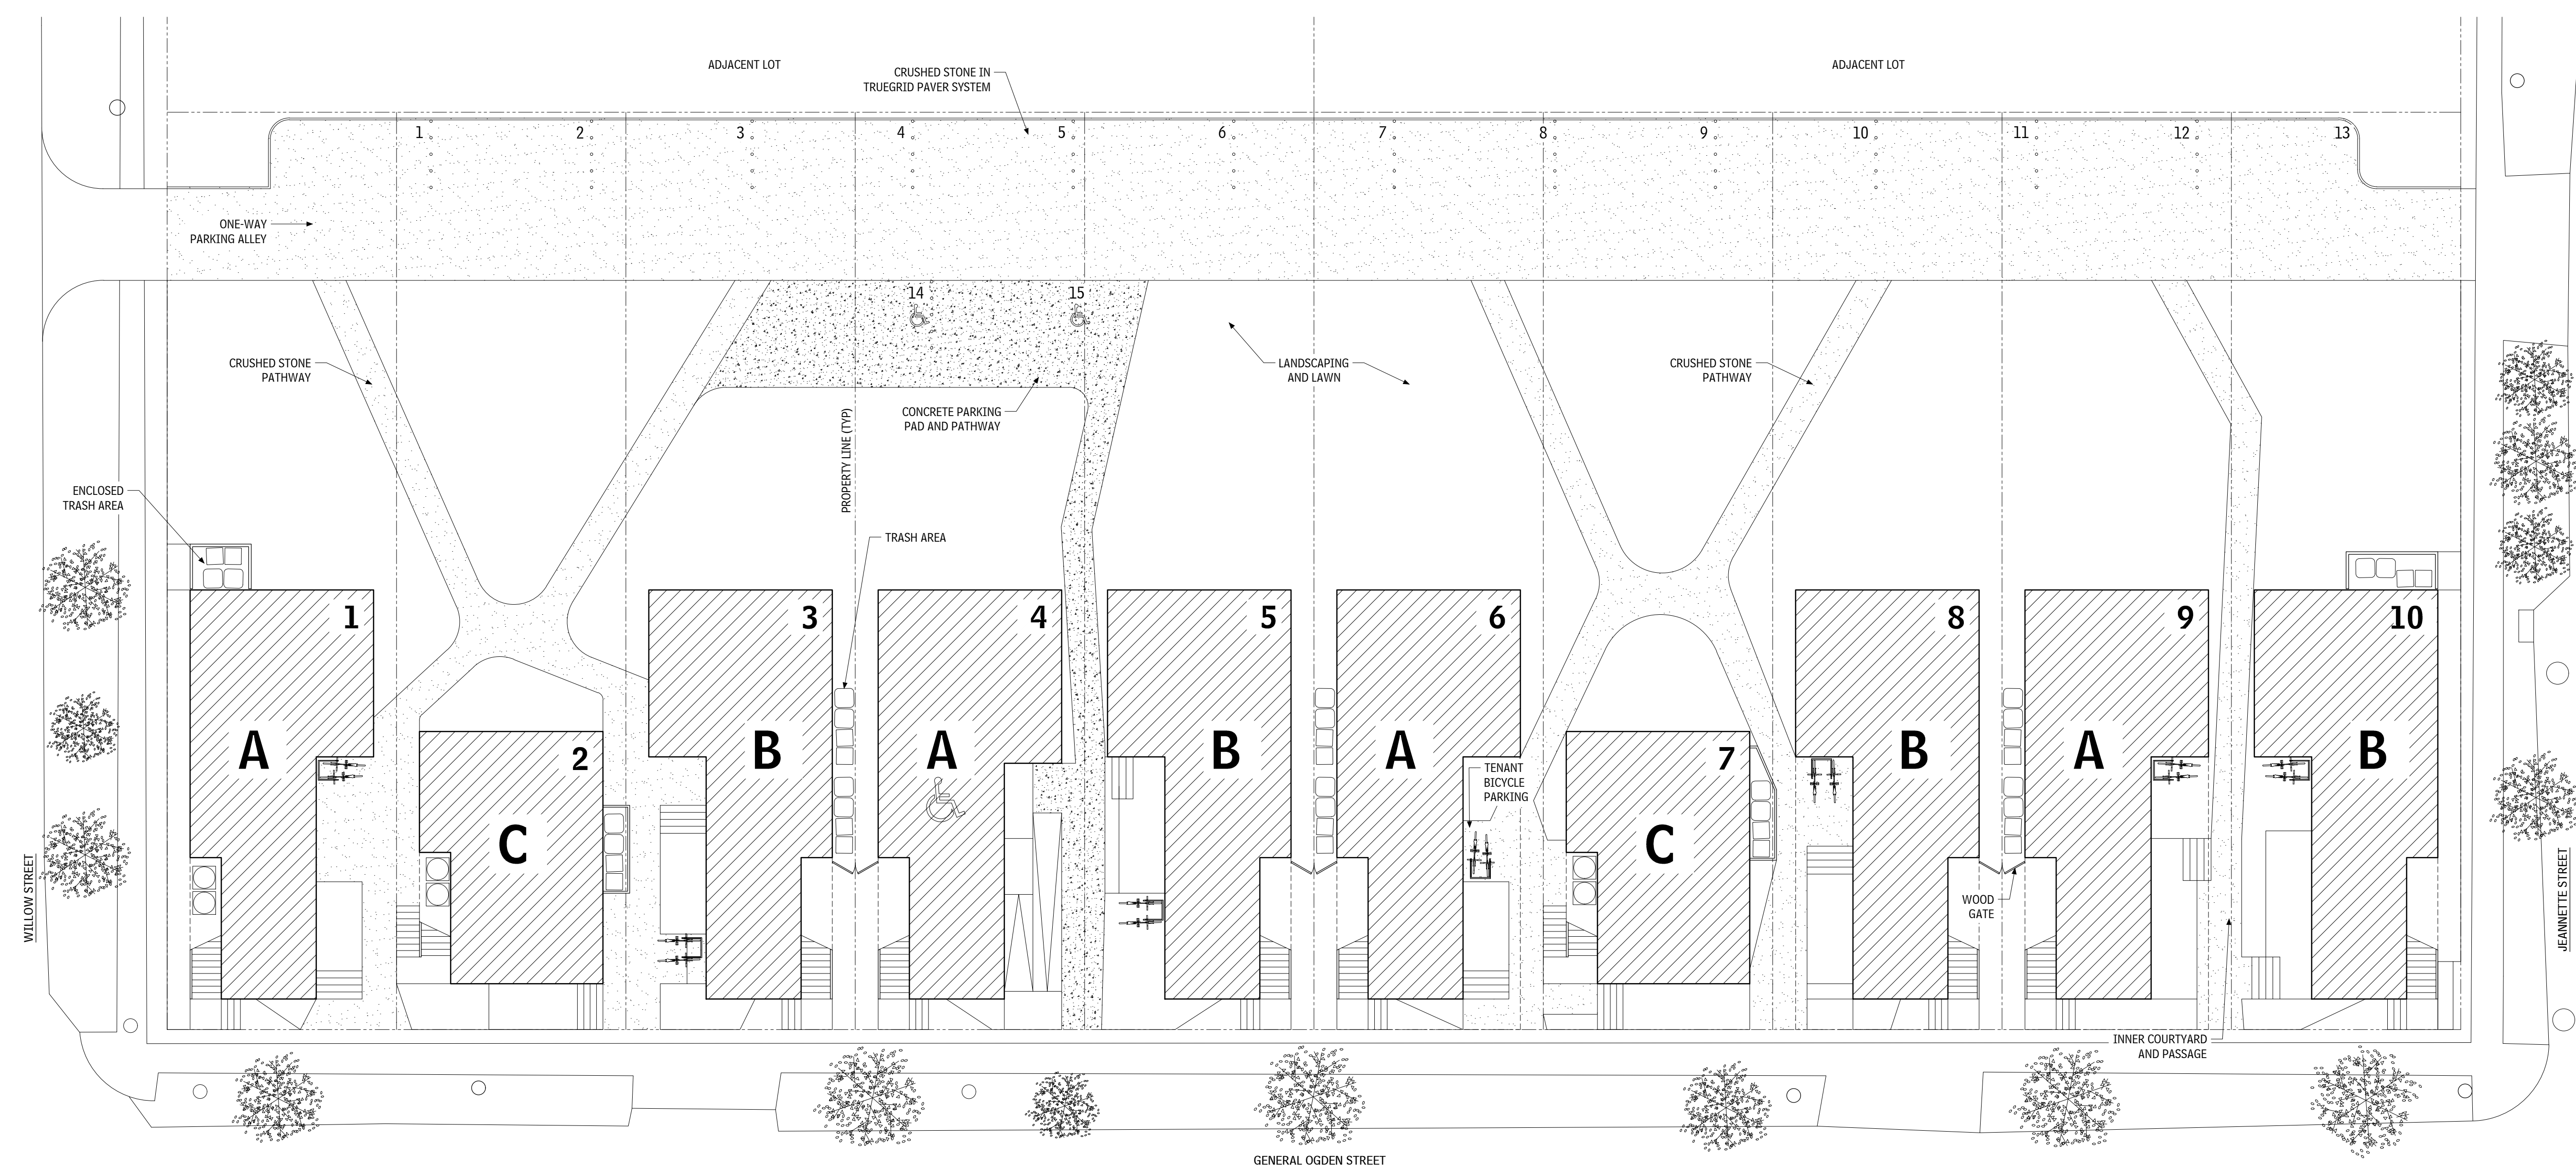 ADJACENT LOT
CRUSHED STONE IN
TRUEGRID PAVER SYSTEM
ADJACENT LOT
1
2
3
4
5
6
7
8
9
10
11
12
13
ONE-WAY
PARKING ALLEY
14
15
CRUSHED STONE
PATHWAY
LANDSCAPING
AND LAWN
CRUSHED STONE
PATHWAY
CONCRETE PARKING
PAD AND PATHWAY
PROPERTY LINE (TYP)
ENCLOSED
TRASH AREA
TRASH AREA
1
2
3
4
5
6
7
8
9
10
A
C
B
A
B
A
C
B
A
B
TENANT
BICYCLE
PARKING
WOOD
GATE
WILLOW STREET
JEANNETTE STREET
INNER COURTYARD
AND PASSAGE
GENERAL OGDEN STREET